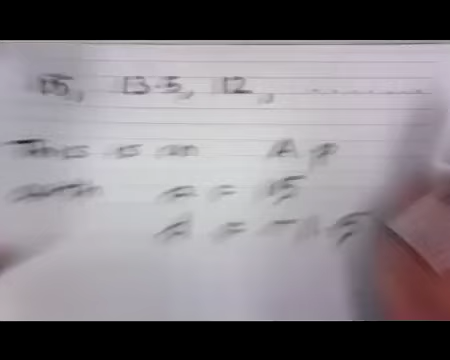 15, 13.5, 12, ........
This is an A.P
with a = 15
d = -1.5